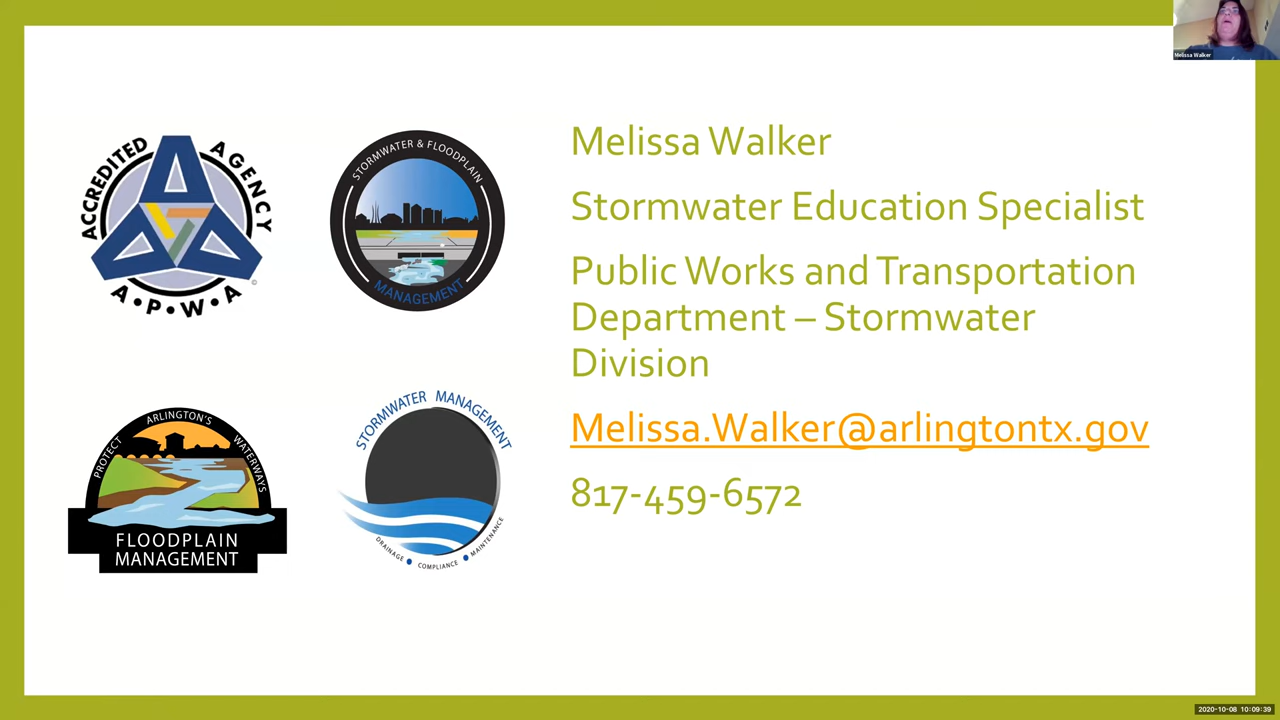 Melissa Walker
ACCREDITED AGENCY
A•P•W•A
©
STORMWATER & FLOODPLAIN
MANAGEMENT
Melissa Walker
Stormwater Education Specialist
Public Works and Transportation
Department – Stormwater
Division
Melissa.Walker@arlingtontx.gov
817-459-6572
PROTECT ARLINGTON'S WATERWAYS
FLOODPLAIN
MANAGEMENT
STORMWATER MANAGEMENT
DRAINAGE • COMPLIANCE • MAINTENANCE
2020-10-08 10:09:39